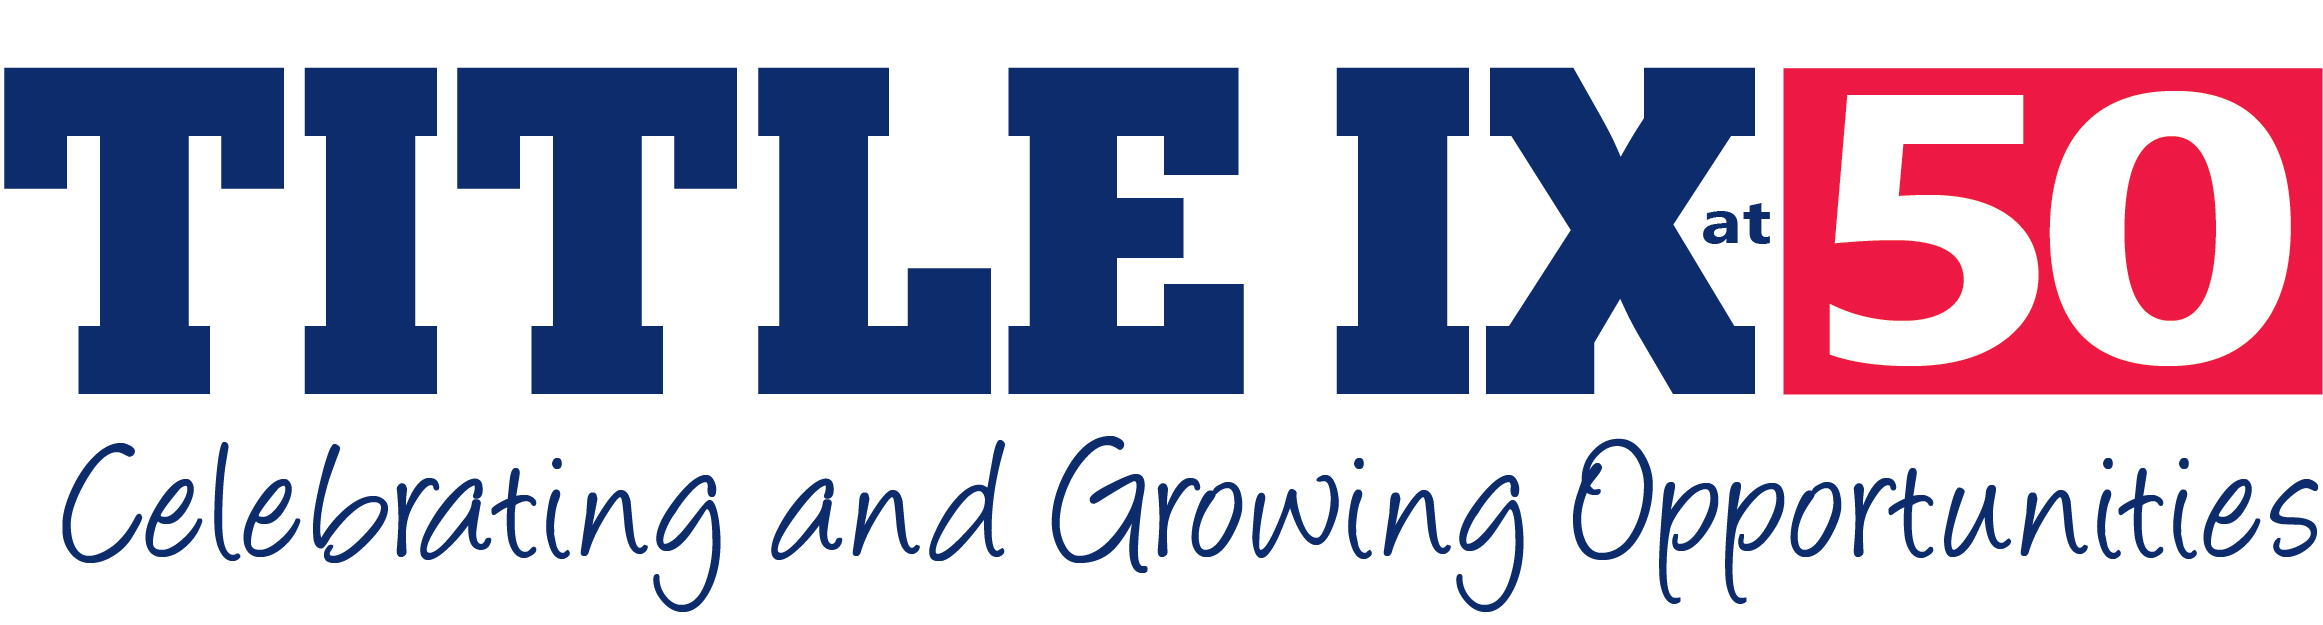 TITLE IX at 50
Celebrating and Growing Opportunities